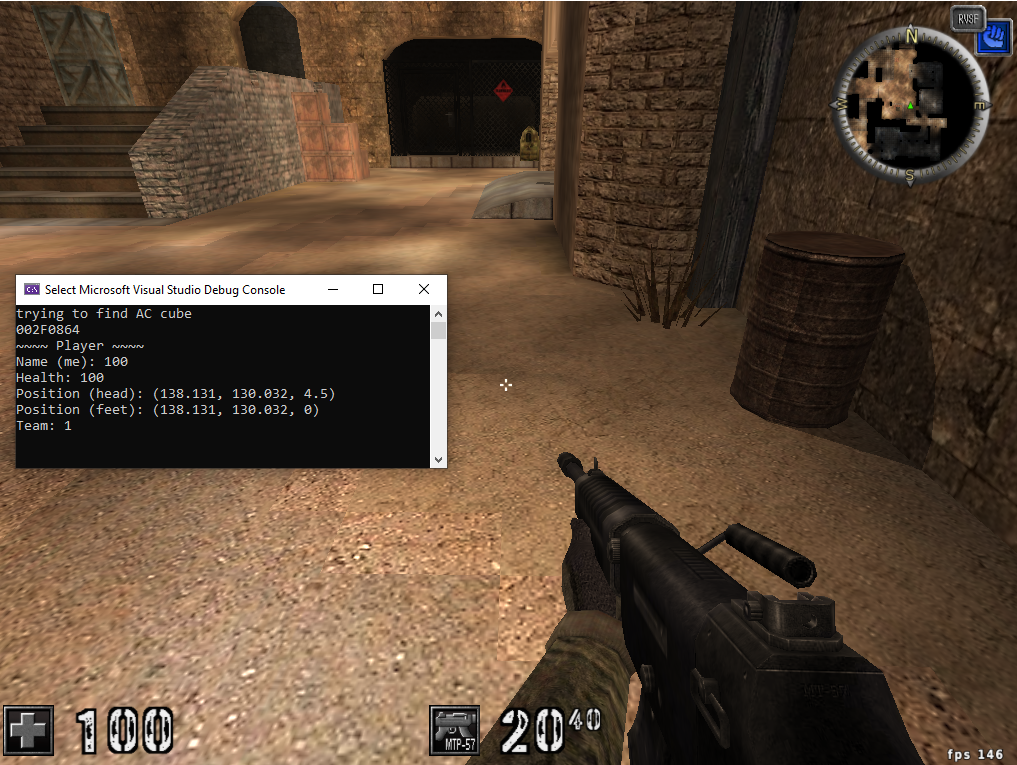 RVSF
N
W
E
S
Select Microsoft Visual Studio Debug Console
trying to find AC cube
002F0864
~~~~ Player ~~~~
Name (me): 100
Health: 100
Position (head): (138.131, 130.032, 4.5)
Position (feet): (138.131, 130.032, 0)
Team: 1
100
MTP-57
20 40
fps 146